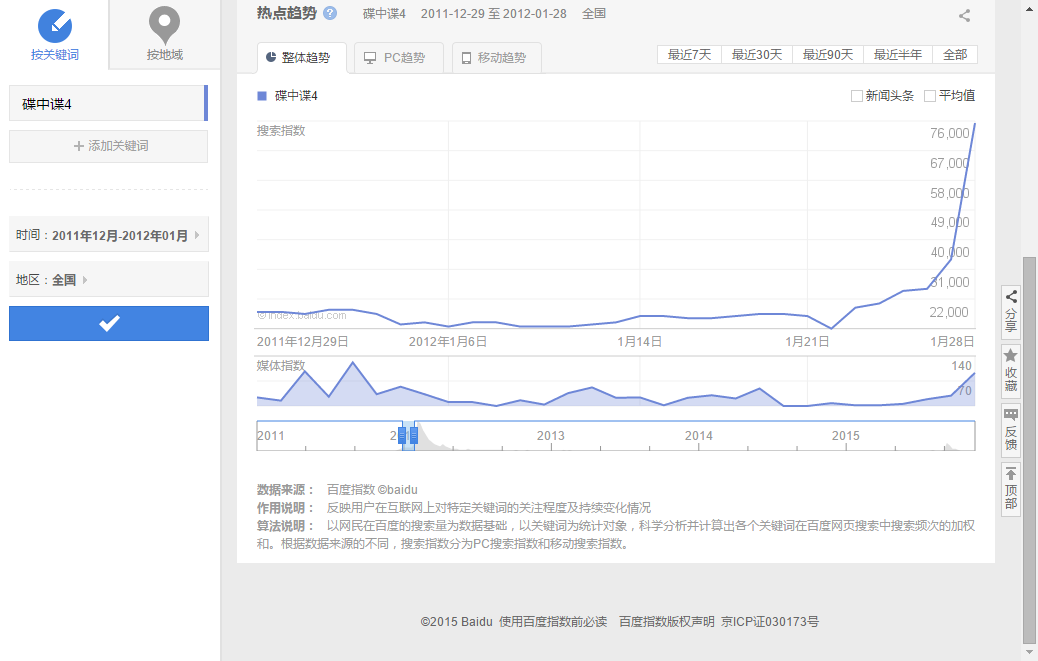 按关键词
按地域
碟中谍4
添加关键词
时间：2011年12月-2012年01月
地区：全国
热点趋势 ? 碟中谍4 2011-12-29 至 2012-01-28 全国
整体趋势 PC趋势 移动趋势
最近7天 最近30天 最近90天 最近半年 全部
碟中谍4
新闻头条 平均值
搜索指数
76,000
67,000
58,000
49,000
40,000
31,000
22,000
©index.baidu.com
2011年12月29日 2012年1月6日 1月14日 1月21日 1月28日
媒体指数
140
70
2011 2013 2014 2015
数据来源： 百度指数 ©baidu
作用说明： 反映用户在互联网上对特定关键词的关注程度及持续变化情况
算法说明： 以网民在百度的搜索量为数据基础，以关键词为统计对象，科学分析并计算出各个关键词在百度网页搜索中搜索频次的加权
和。根据数据来源的不同，搜索指数分为PC搜索指数和移动搜索指数。
分享
收藏
反馈
顶部
©2015 Baidu 使用百度指数前必读 百度指数版权声明 京ICP证030173号